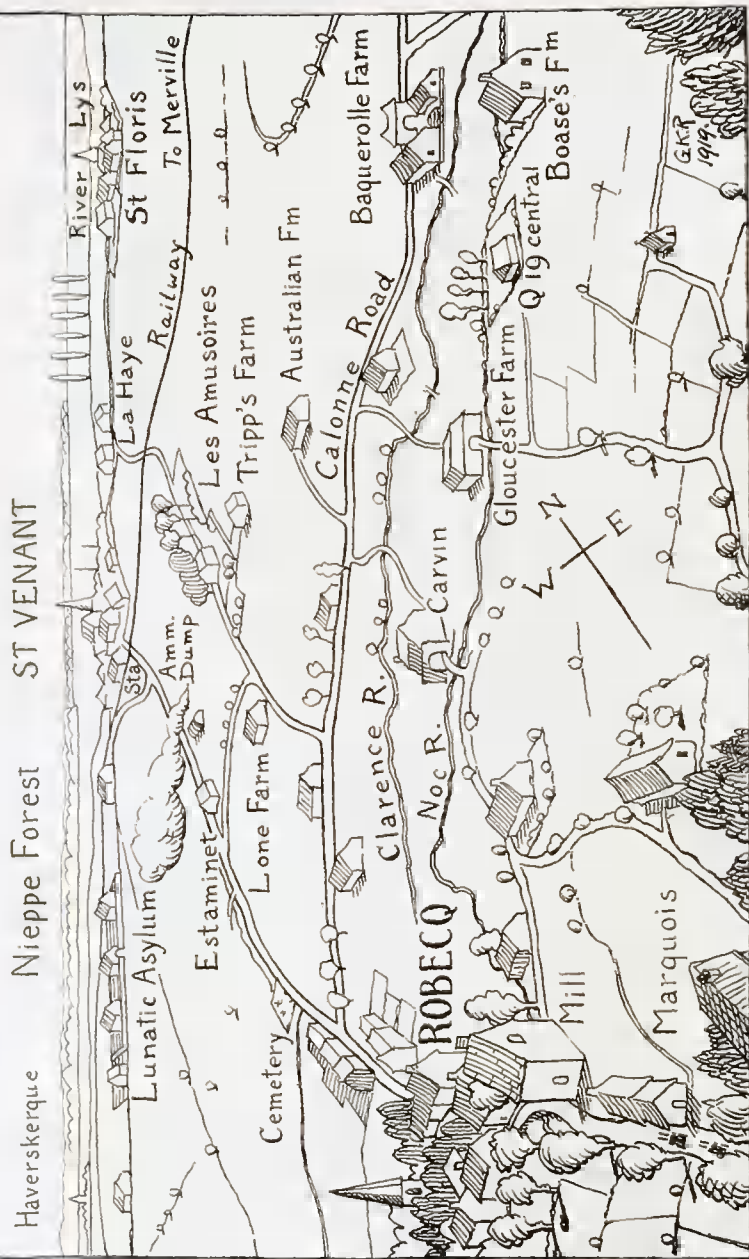 Haverskerque Nieppe Forest ST VENANT
River Lys
La Haye
St Floris
Sta
Lunatic Asylum
Railway To Merville
Amm.
Dump
Les Amusoires
Estaminet
Tripp's Farm
Lone Farm
Australian Fm
Cemetery
Calonne Road
Baquerolle Farm
Clarence R.
Carvin
Noc R.
ROBECQ
Gloucester Farm
Q 19 central
Boase's Fm
W
N
E
Mill
Marquois
G.K.R
1919.